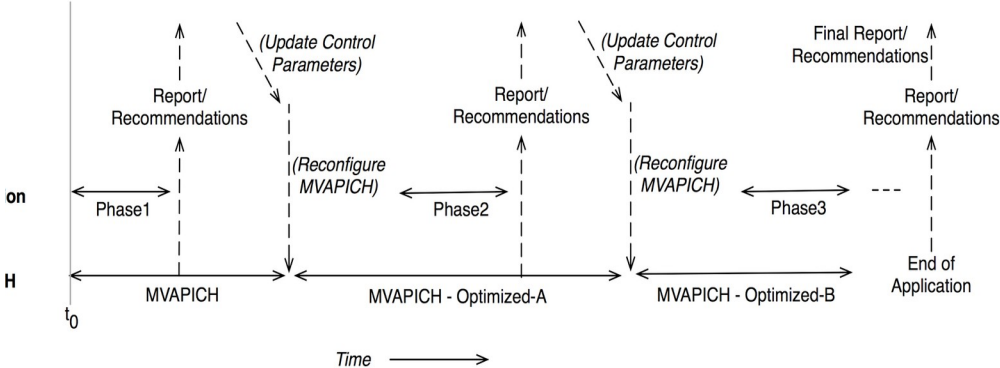 (Update Control
Parameters)
(Update Control
Parameters)
Final Report/
Recommendations
Report/
Recommendations
Report/
Recommendations
Report/
Recommendations
(Reconfigure
MVAPICH)
(Reconfigure
MVAPICH)
on
Phase1
Phase2
Phase3
H
MVAPICH
MVAPICH - Optimized-A
MVAPICH - Optimized-B
End of
Application
t0
Time